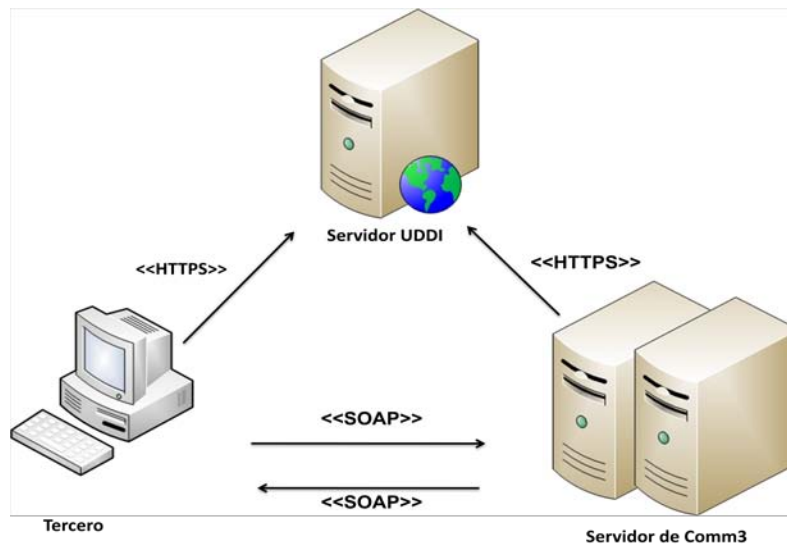 Servidor UDDI
<<HTTPS>>
<<HTTPS>>
<<SOAP>>
<<SOAP>>
Tercero
Servidor de Comm3